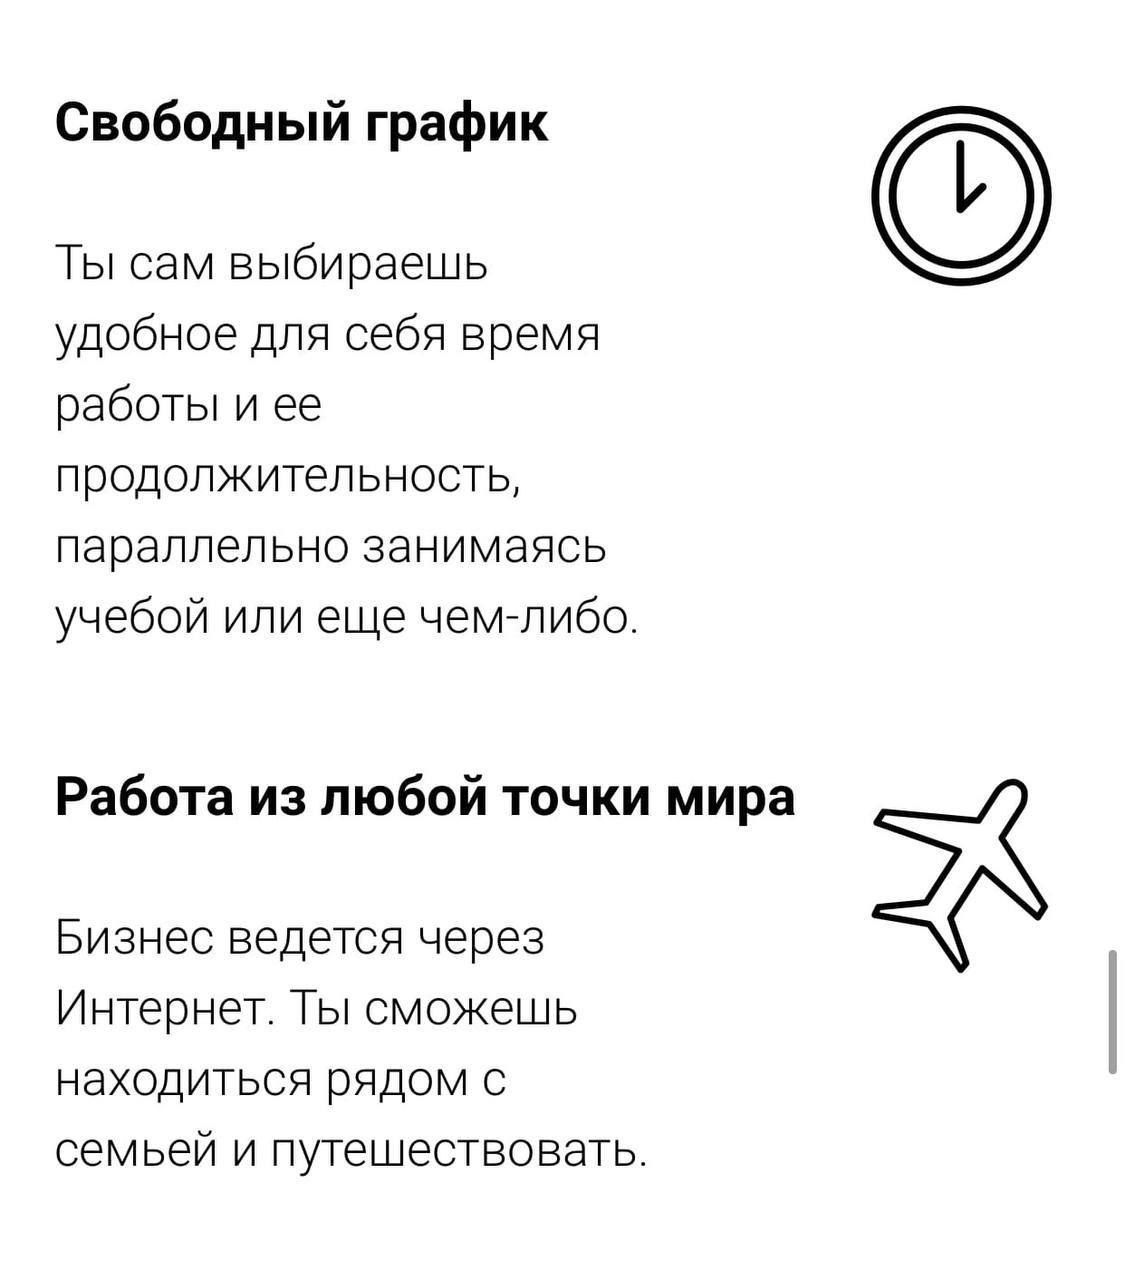 Свободный график
Ты сам выбираешь
удобное для себя время
работы и ее
продолжительность,
параллельно занимаясь
учебой или еще чем-либо.
Работа из любой точки мира
Бизнес ведется через
Интернет. Ты сможешь
находиться рядом с
семьей и путешествовать.